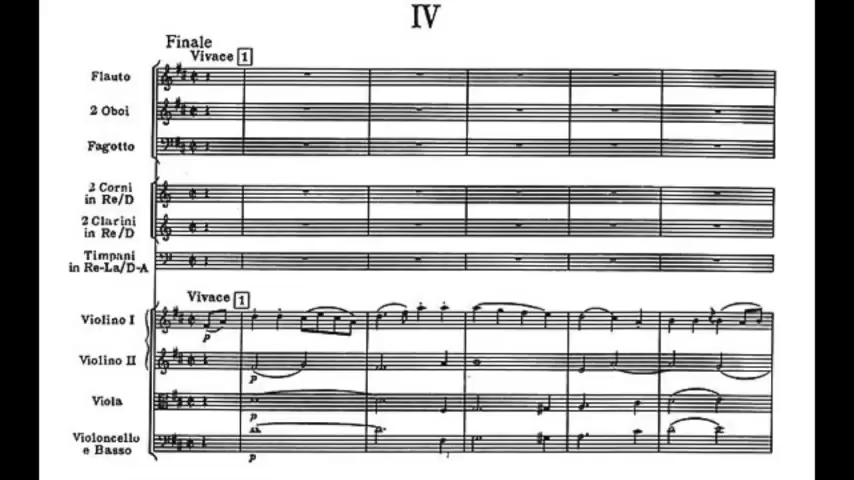 IV
Finale
Vivace 1
Flauto
2 Oboi
Fagotto
2 Corni
in Re/D
2 Clarini
in Re/D
Timpani
in Re-La/D-A
Vivace 1
Violino I
p
Violino II
p
Viola
p
Violoncello
e Basso
p